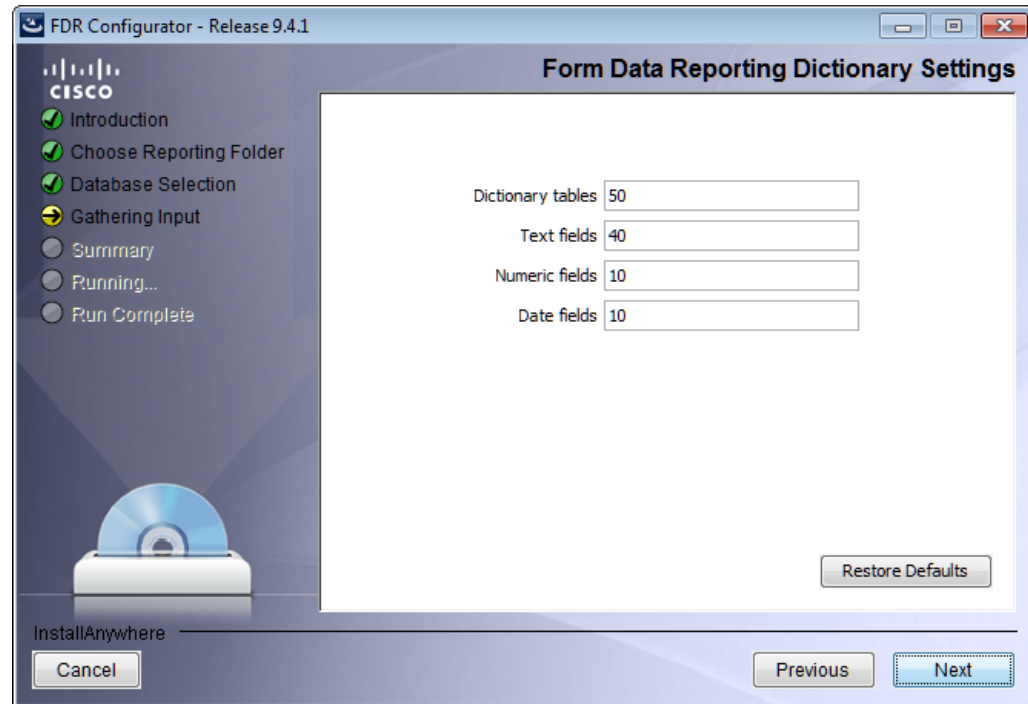 FDR Configurator - Release 9.4.1
CISCO
Form Data Reporting Dictionary Settings
Introduction
Choose Reporting Folder
Database Selection
Gathering Input
Summary
Running...
Run Complete
Dictionary tables 50
Text fields 40
Numeric fields 10
Date fields 10
Restore Defaults
InstallAnywhere
Cancel
Previous
Next